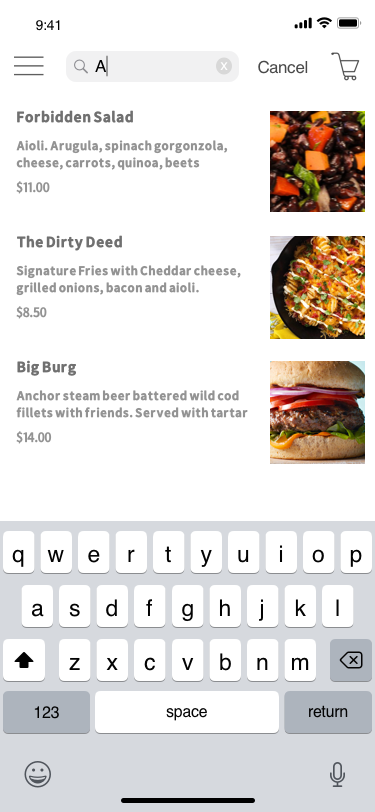 9:41
A
Cancel
Forbidden Salad
Aioli. Arugula, spinach gorgonzola,
cheese, carrots, quinoa, beets
$11.00
The Dirty Deed
Signature Fries with Cheddar cheese,
grilled onions, bacon and aioli.
$8.50
Big Burg
Anchor steam beer battered wild cod
fillets with friends. Served with tartar
$14.00
q w e r t y u i o p
a s d f g h j k l
z x c v b n m
123 space return